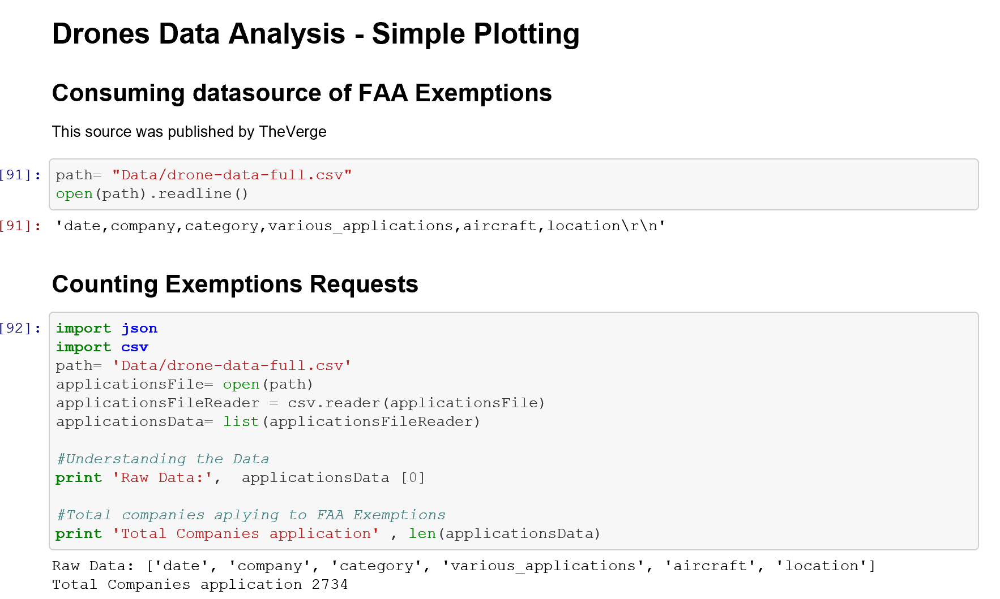 Drones Data Analysis - Simple Plotting
Consuming datasource of FAA Exemptions
This source was published by TheVerge
[91]: path= "Data/drone-data-full.csv"
open(path).readline()
[91]: 'date,company,category,various_applications,aircraft,location\r\n'
Counting Exemptions Requests
[92]: import json
import csv
path= 'Data/drone-data-full.csv'
applicationsFile= open(path)
applicationsFileReader = csv.reader(applicationsFile)
applicationsData= list(applicationsFileReader)
#Understanding the Data
print 'Raw Data:',  applicationsData [0]
#Total companies aplying to FAA Exemptions
print 'Total Companies application' , len(applicationsData)
Raw Data: ['date', 'company', 'category', 'various_applications', 'aircraft', 'location']
Total Companies application 2734